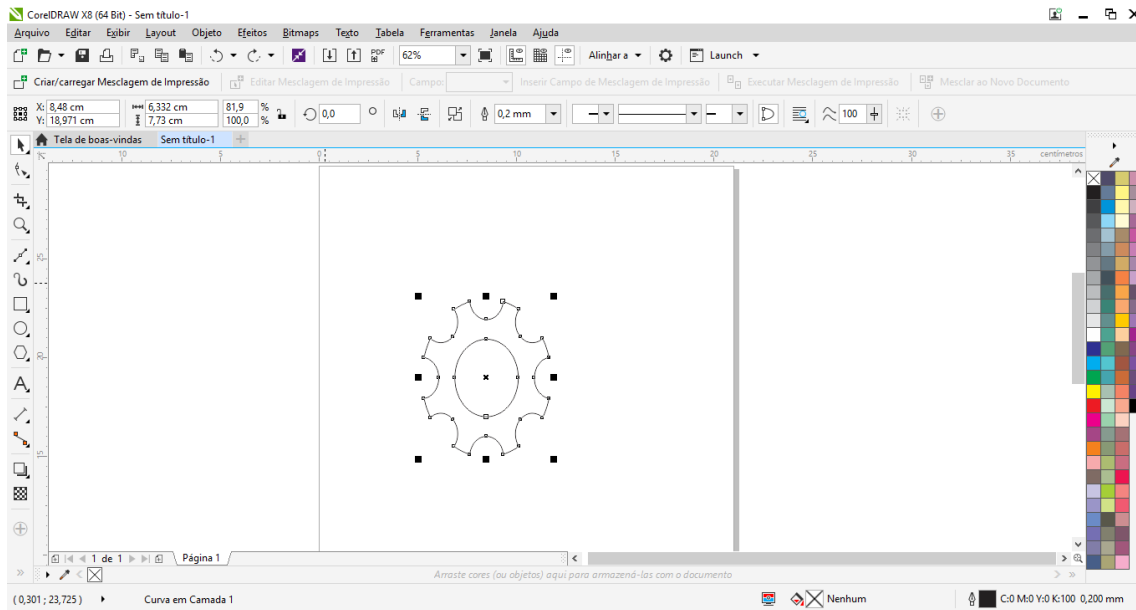 CorelDRAW X8 (64 Bit) - Sem título-1
Arquivo Editar Exibir Layout Objeto Efeitos Bitmaps Texto Tabela Ferramentas Janela Ajuda
PDF 62% Alinhar a Launch
Criar/carregar Mesclagem de Impressão Editar Mesclagem de Impressão Campo: Inserir Campo de Mesclagem de Impressão Executar Mesclagem de Impressão Mesclar ao Novo Documento
X: 8,48 cm 6,332 cm 81,9 % 0,0 0,2 mm 100
Y: 18,971 cm 7,73 cm 100,0 %
Tela de boas-vindas Sem título-1
10 5 0 5 10 15 20 25 30 35 centímetros
25
20
15
1 de 1 Página 1
Arraste cores (ou objetos) aqui para armazená-las com o documento
( 0,301 ; 23,725 ) Curva em Camada 1 Nenhum C:0 M:0 Y:0 K:100 0,200 mm